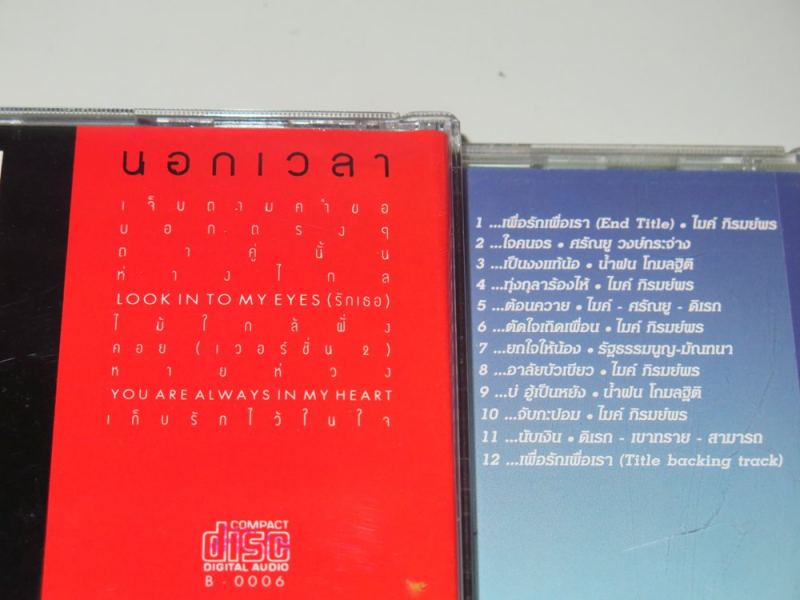 นอกเวลา
เจ็บตามคำขอ
บอกตรงๆ
ตาคู่นั้น
ห่างไกล
LOOK IN TO MY EYES (รักเธอ)
ไม้ใกล้ฝั่ง
คอย (เวอร์ชั่น 2)
หายห่วง
YOU ARE ALWAYS IN MY HEART
เก็บรักไว้ในใจ
COMPACT
disc
DIGITAL AUDIO
B-0006
1 ...เพื่อรักเพื่อเรา (End Title) • ไมค์ ภิรมย์พร
2 ...ใจคนจร • ศรัณยู วงษ์กระจ่าง
3 ...เป็นงงแท้น้อ • น้ำฝน โกมลฐิติ
4 ...ทุ่งกุลาร้องไห้ • ไมค์ ภิรมย์พร
5 ...ต้อนควาย • ไมค์ - ศรัณยู - ดิเรก
6 ...ตัดใจเถิดเพื่อน • ไมค์ ภิรมย์พร
7 ...ยกใจให้น้อง • รัฐธรรมนูญ-มัณฑนา
8 ...อาลัยบัวเขียว • ไมค์ ภิรมย์พร
9 ...บ่ ฮู้เป็นหยัง • น้ำฝน โกมลฐิติ
10 ...จับกะปอม • ไมค์ ภิรมย์พร
11 ...นับเงิน • ดิเรก - เขาทราย - สามารถ
12 ...เพื่อรักเพื่อเรา (Title backing track)